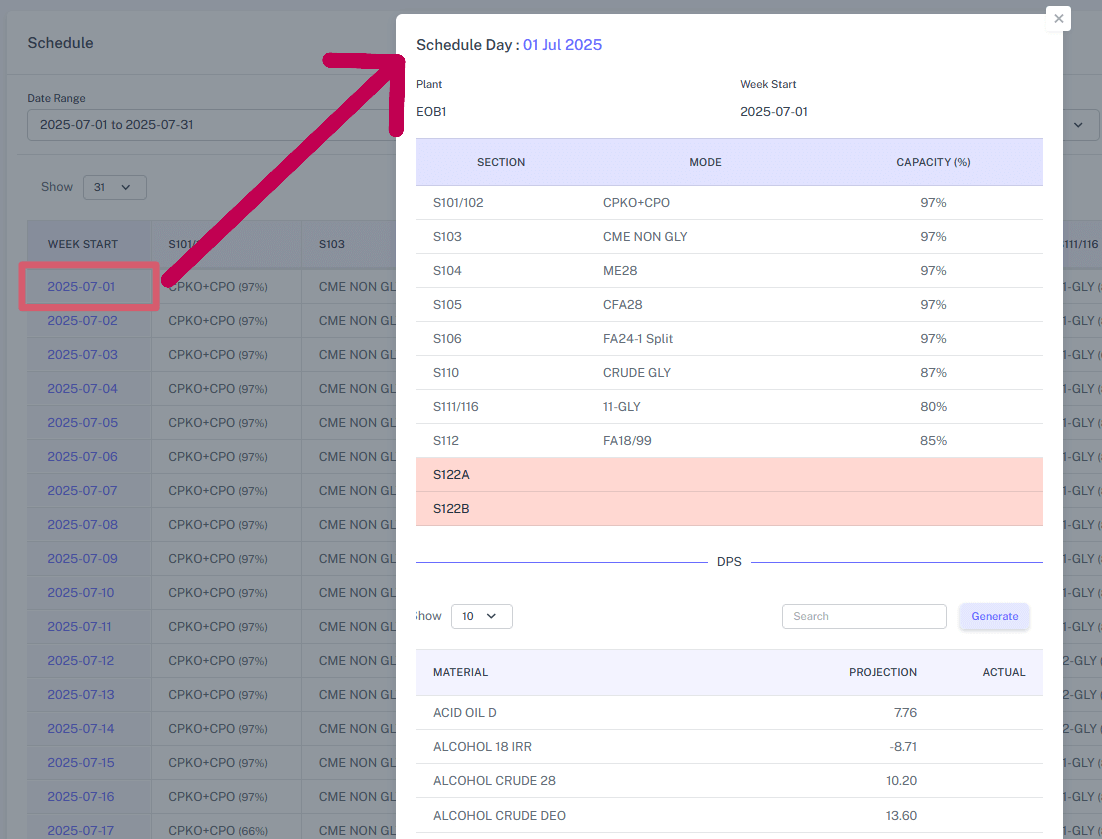 Schedule
Date Range
2025-07-01 to 2025-07-31
Show 31
WEEK START S101/ S103
2025-07-01 CPKO+CPO (97%) CME NON GL
2025-07-02 CPKO+CPO (97%) CME NON GL
2025-07-03 CPKO+CPO (97%) CME NON GL
2025-07-04 CPKO+CPO (97%) CME NON GL
2025-07-05 CPKO+CPO (97%) CME NON GL
2025-07-06 CPKO+CPO (97%) CME NON GL
2025-07-07 CPKO+CPO (97%) CME NON GL
2025-07-08 CPKO+CPO (97%) CME NON GL
2025-07-09 CPKO+CPO (97%) CME NON GL
2025-07-10 CPKO+CPO (97%) CME NON GL
2025-07-11 CPKO+CPO (97%) CME NON GL
2025-07-12 CPKO+CPO (97%) CME NON GL
2025-07-13 CPKO+CPO (97%) CME NON GL
2025-07-14 CPKO+CPO (97%) CME NON GL
2025-07-15 CPKO+CPO (97%) CME NON GL
2025-07-16 CPKO+CPO (97%) CME NON GL
2025-07-17 CPKO+CPO (66%) CME NON GL
Schedule Day : 01 Jul 2025
Plant Week Start
EOB1 2025-07-01
SECTION MODE CAPACITY (%)
S101/102 CPKO+CPO 97%
S103 CME NON GLY 97%
S104 ME28 97%
S105 CFA28 97%
S106 FA24-1 Split 97%
S110 CRUDE GLY 87%
S111/116 11-GLY 80%
S112 FA18/99 85%
S122A
S122B
DPS
Show 10 Search Generate
MATERIAL PROJECTION ACTUAL
ACID OIL D 7.76
ALCOHOL 18 IRR -8.71
ALCOHOL CRUDE 28 10.20
ALCOHOL CRUDE DEO 13.60
111/116
1-GLY (
1-GLY (
1-GLY (
1-GLY (
1-GLY (
1-GLY (
1-GLY (
1-GLY (
1-GLY (
1-GLY (
1-GLY (
2-GLY (
2-GLY (
2-GLY (
1-GLY (
1-GLY (
1-GLY (